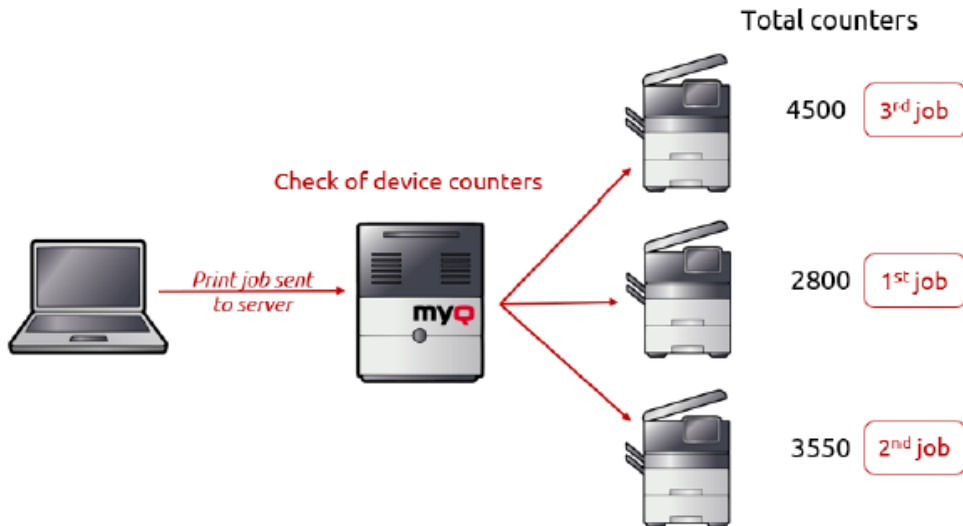 Total counters
4500 3rd job
Check of device counters
Print job sent
to server
myQ
2800 1st job
3550 2nd job